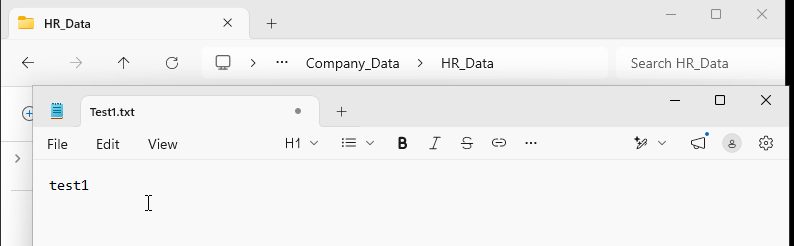 HR_Data
Company_Data HR_Data Search HR_Data
Test1.txt
File Edit View H1 B I S
test1